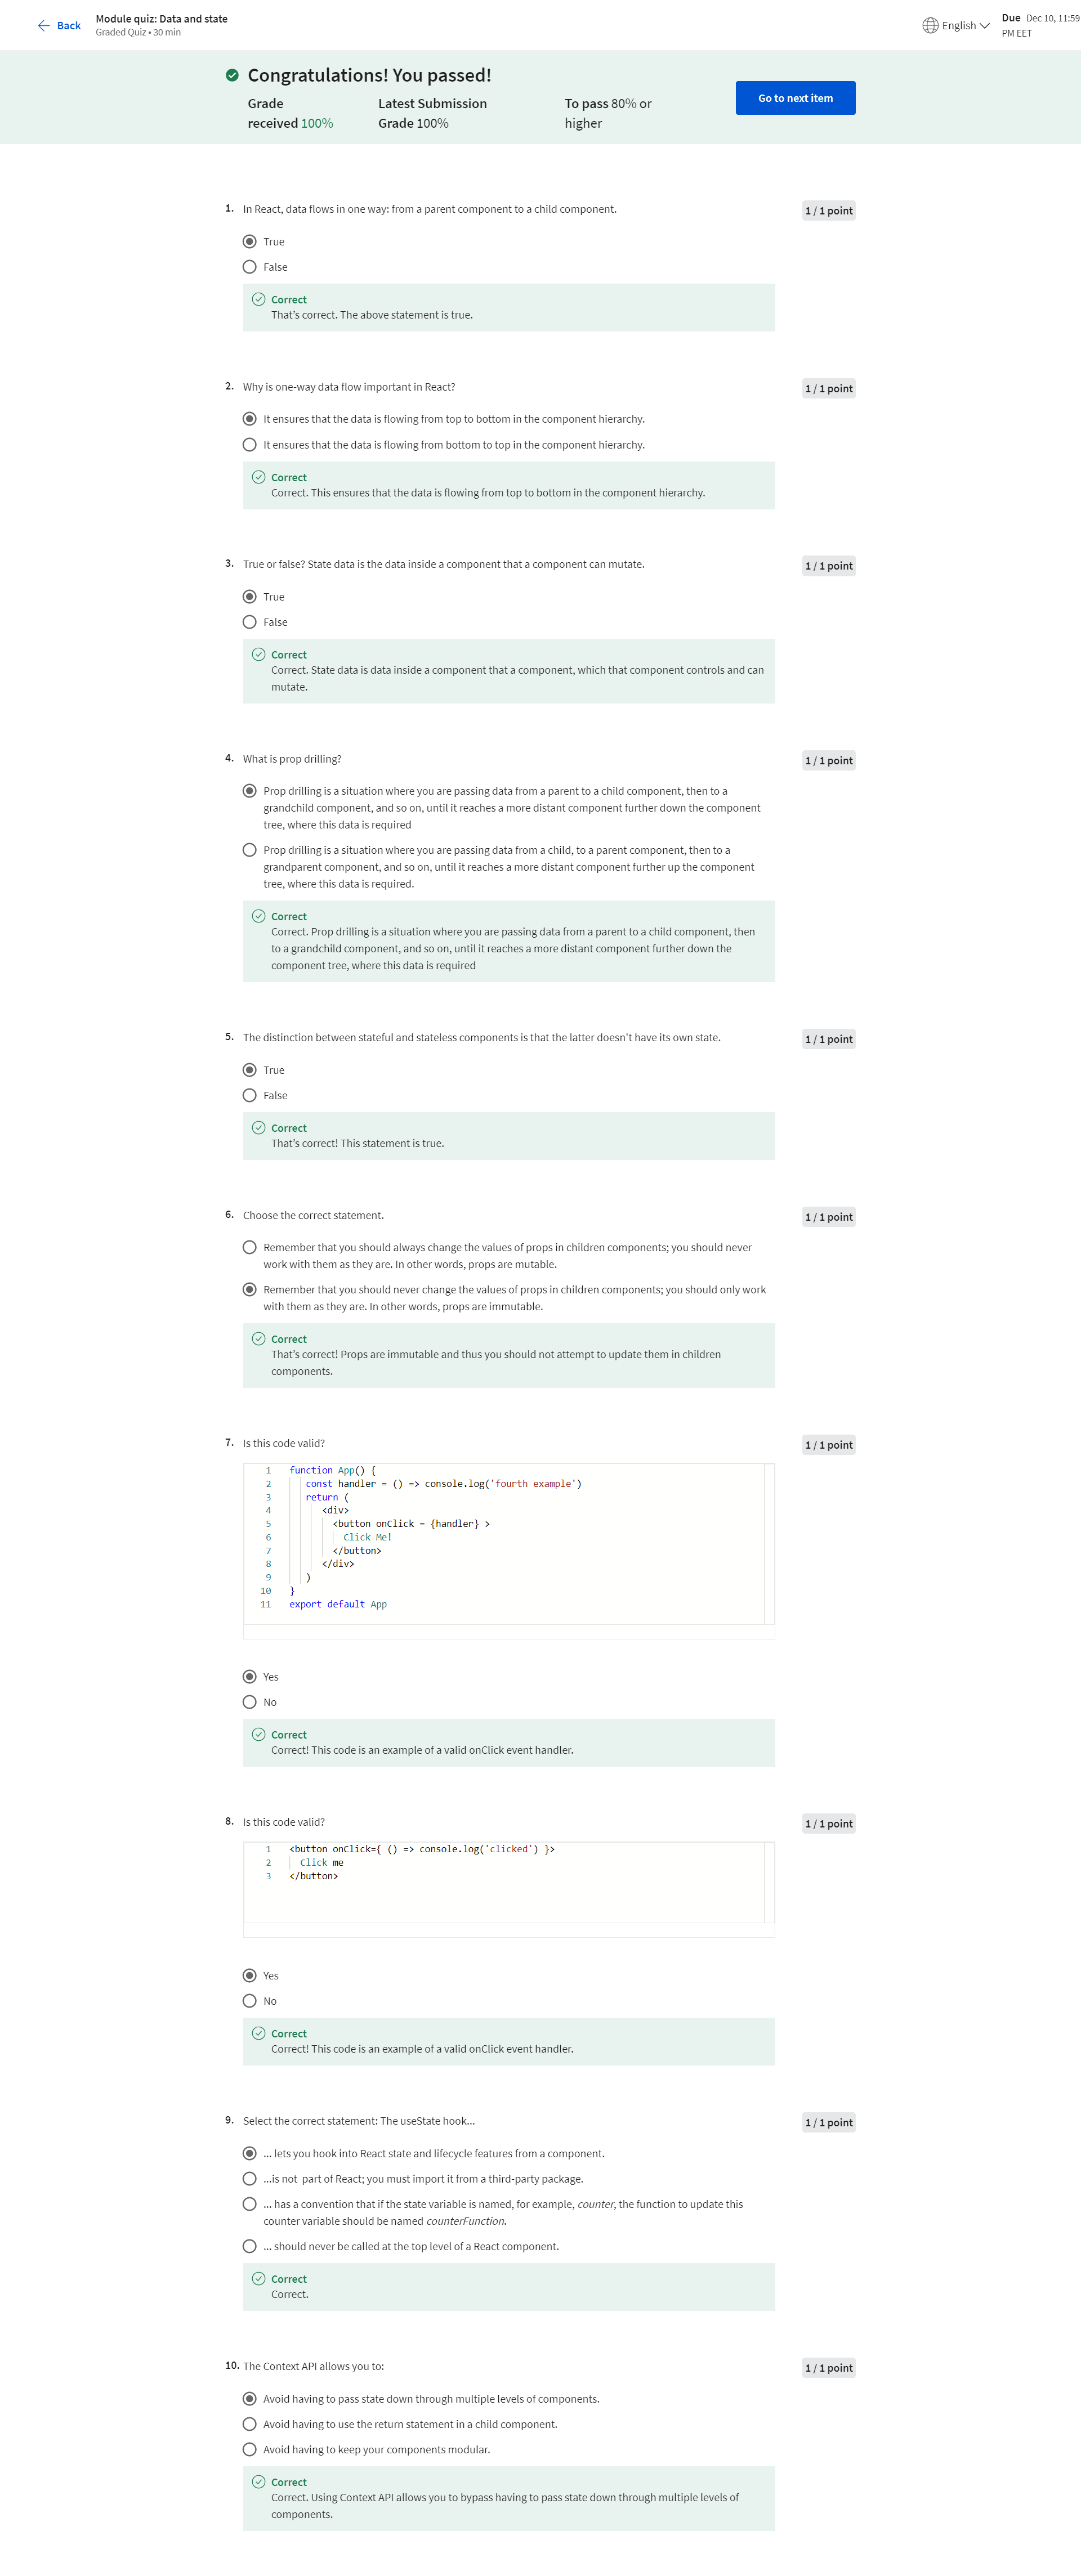 Back
Module quiz: Data and state
Graded Quiz • 30 min
English
Due Dec 10, 11:59
PM EET
Congratulations! You passed!
Grade
received 100%
Latest Submission
Grade 100%
To pass 80% or
higher
Go to next item
1. In React, data flows in one way: from a parent component to a child component.
1 / 1 point
True
False
Correct
That's correct. The above statement is true.
2. Why is one-way data flow important in React?
1 / 1 point
It ensures that the data is flowing from top to bottom in the component hierarchy.
It ensures that the data is flowing from bottom to top in the component hierarchy.
Correct
Correct. This ensures that the data is flowing from top to bottom in the component hierarchy.
3. True or false? State data is the data inside a component that a component can mutate.
1 / 1 point
True
False
Correct
Correct. State data is data inside a component that a component, which that component controls and can
mutate.
4. What is prop drilling?
1 / 1 point
Prop drilling is a situation where you are passing data from a parent to a child component, then to a
grandchild component, and so on, until it reaches a more distant component further down the component
tree, where this data is required
Prop drilling is a situation where you are passing data from a child, to a parent component, then to a
grandparent component, and so on, until it reaches a more distant component further up the component
tree, where this data is required.
Correct
Correct. Prop drilling is a situation where you are passing data from a parent to a child component, then
to a grandchild component, and so on, until it reaches a more distant component further down the
component tree, where this data is required
5. The distinction between stateful and stateless components is that the latter doesn't have its own state.
1 / 1 point
True
False
Correct
That's correct! This statement is true.
6. Choose the correct statement.
1 / 1 point
Remember that you should always change the values of props in children components; you should never
work with them as they are. In other words, props are mutable.
Remember that you should never change the values of props in children components; you should only work
with them as they are. In other words, props are immutable.
Correct
That's correct! Props are immutable and thus you should not attempt to update them in children
components.
7. Is this code valid?
1 / 1 point
1 function App() {
2 const handler = () => console.log('fourth example')
3 return (
4 <div>
5 <button onClick = {handler} >
6 Click Me!
7 </button>
8 </div>
9 )
10 }
11 export default App
Yes
No
Correct
Correct! This code is an example of a valid onClick event handler.
8. Is this code valid?
1 / 1 point
1 <button onClick={ () => console.log('clicked') }>
2 Click me
3 </button>
Yes
No
Correct
Correct! This code is an example of a valid onClick event handler.
9. Select the correct statement: The useState hook...
1 / 1 point
... lets you hook into React state and lifecycle features from a component.
...is not part of React; you must import it from a third-party package.
... has a convention that if the state variable is named, for example, counter, the function to update this
counter variable should be named counterFunction.
... should never be called at the top level of a React component.
Correct
Correct.
10. The Context API allows you to:
1 / 1 point
Avoid having to pass state down through multiple levels of components.
Avoid having to use the return statement in a child component.
Avoid having to keep your components modular.
Correct
Correct. Using Context API allows you to bypass having to pass state down through multiple levels of
components.